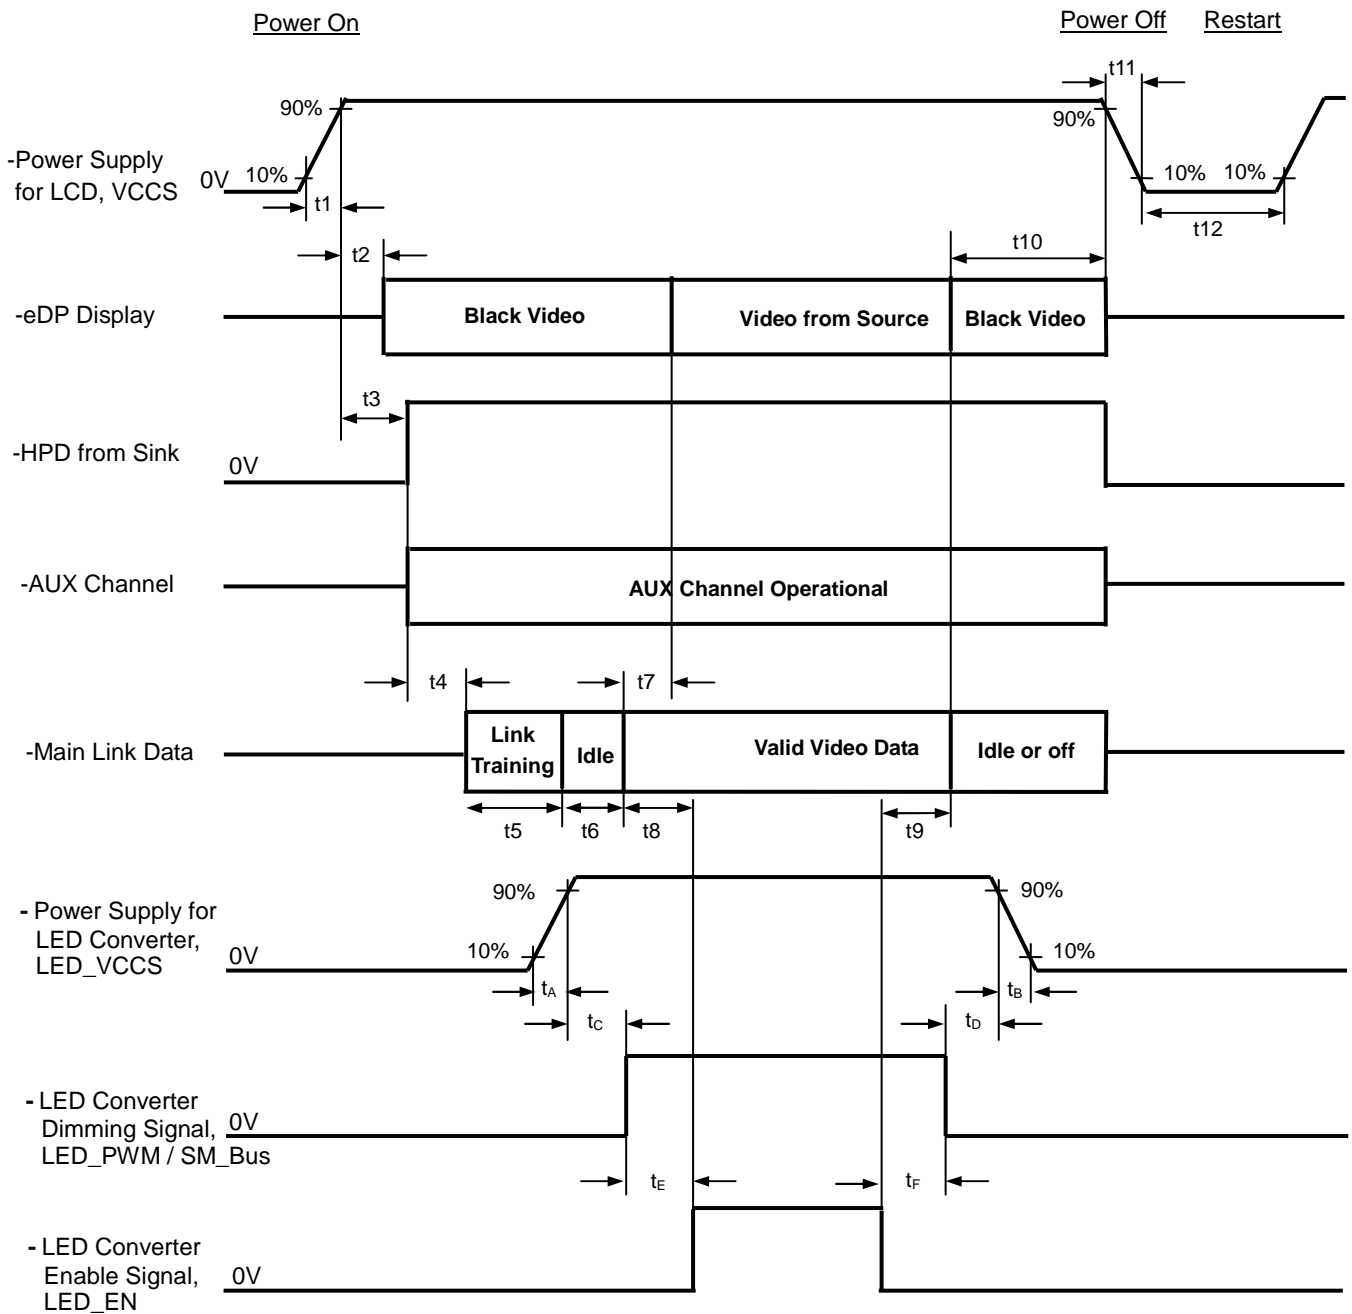 Power On
Power Off
Restart
t11
90%
90%
-Power Supply
for LCD, VCCS
0V
10%
10%
10%
t1
t12
t2
t10
-eDP Display
Black Video
Video from Source
Black Video
t3
-HPD from Sink
0V
-AUX Channel
AUX Channel Operational
t4
t7
-Main Link Data
Link
Training
Idle
Valid Video Data
Idle or off
t5
t6
t8
t9
90%
90%
- Power Supply for
LED Converter,
LED_VCCS
0V
10%
10%
tA
tB
tC
tD
- LED Converter
Dimming Signal,
LED_PWM / SM_Bus
0V
tE
tF
- LED Converter
Enable Signal,
LED_EN
0V